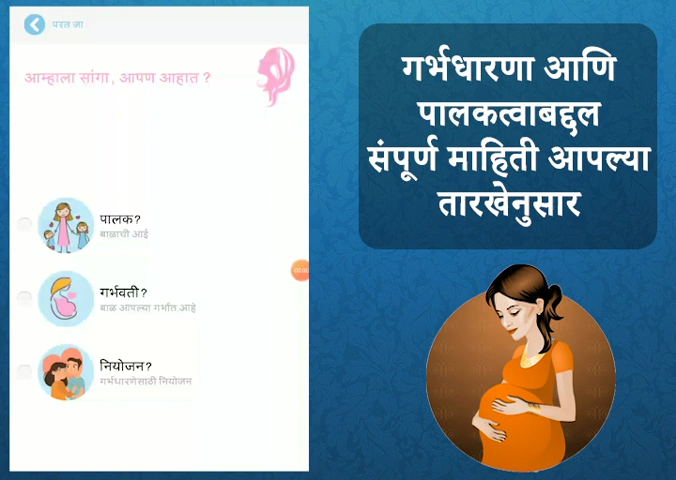 परत जा
आम्हाला सांगा, आपण आहात ?
पालक?
बाळाची आई
गर्भवती?
बाळ आपल्या गर्भात आहे
नियोजन?
गर्भधारणेसाठी नियोजन
गर्भधारणा आणि
पालकत्वाबद्दल
संपूर्ण माहिती आपल्या
तारखेनुसार